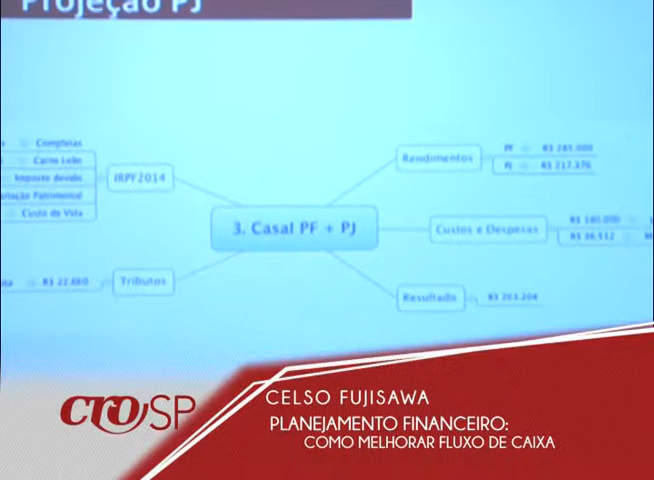 Projeção PJ
Completas
Carne Leão
Imposto devido
Custo de Vida
IRPF2014
Tributos
R$ 22.660
3. Casal PF + PJ
Rendimentos
PF R$ 285.000
PJ R$ 217.376
Custos e Despesas
R$ 180.000
R$ 36.512
Resultado
R$ 263.204
CROSP
CELSO FUJISAWA
PLANEJAMENTO FINANCEIRO:
COMO MELHORAR FLUXO DE CAIXA